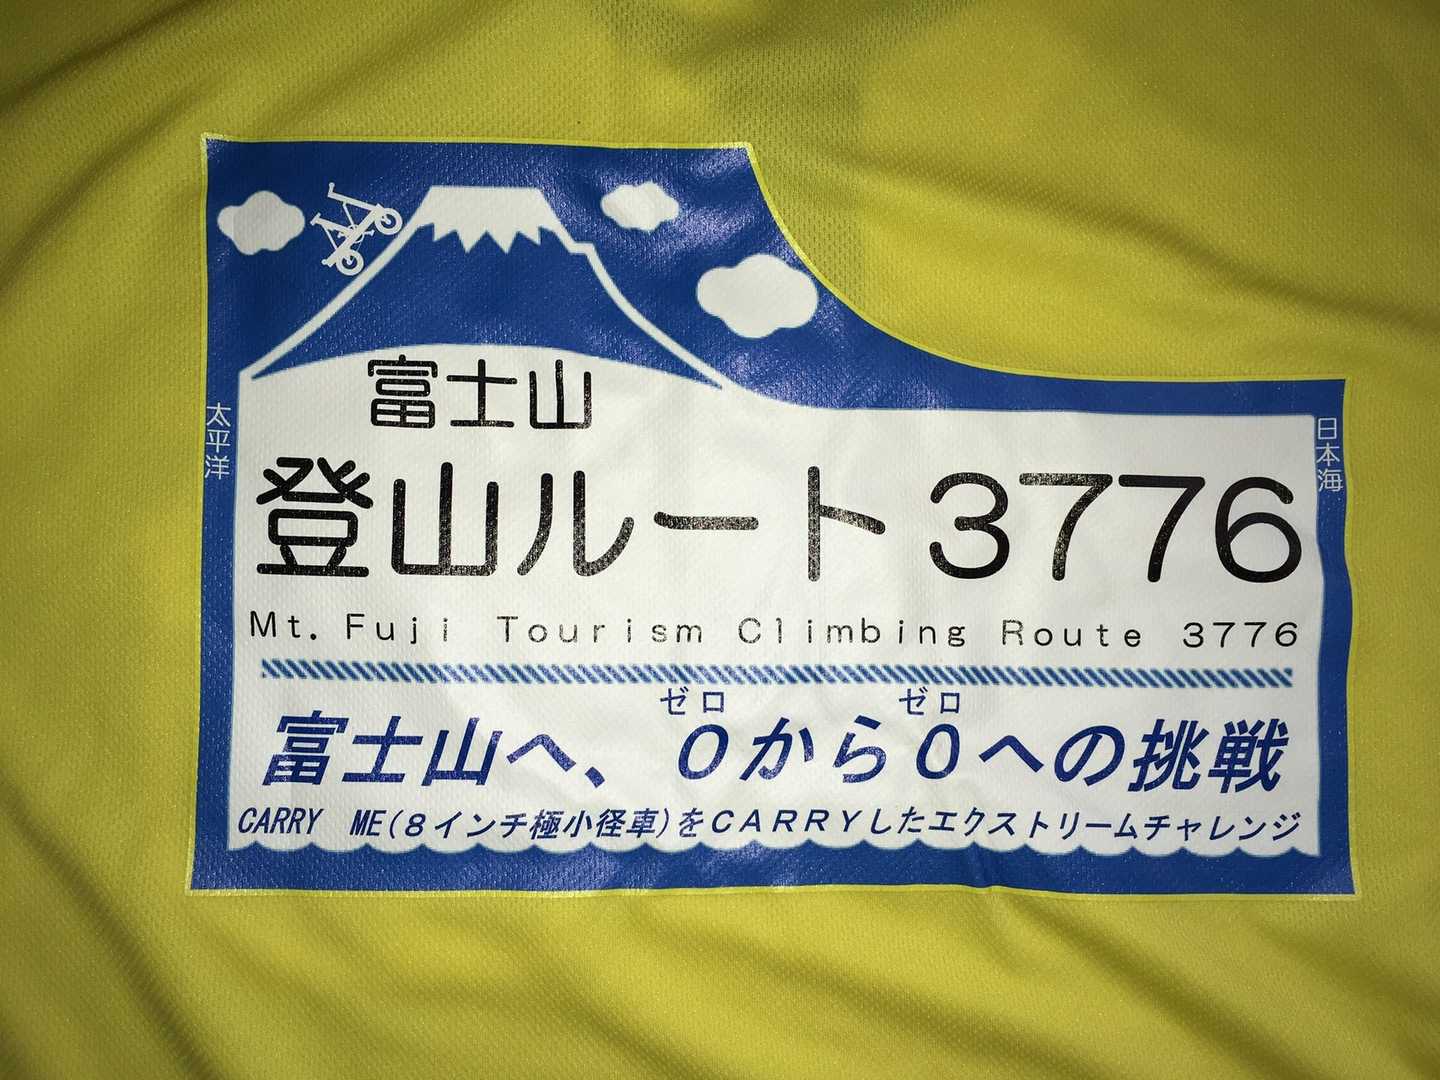 富士山
太平洋
日本海
登山ルート3776
Mt. Fuji Tourism Climbing Route 3776
ゼロ ゼロ
富士山へ、0から0への挑戦
CARRY ME(8インチ極小径車)をCARRYしたエクストリームチャレンジ